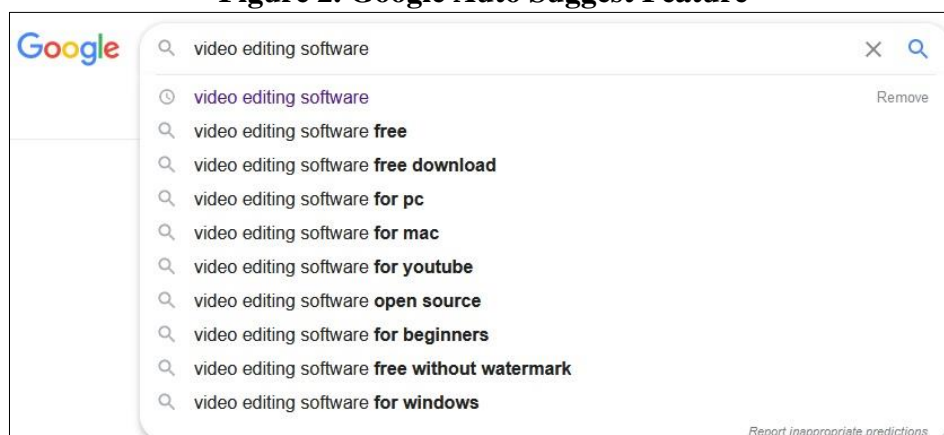 Figure 2. Google Auto Suggest Feature
Google video editing software
video editing software Remove
video editing software free
video editing software free download
video editing software for pc
video editing software for mac
video editing software for youtube
video editing software open source
video editing software for beginners
video editing software free without watermark
video editing software for windows
Report inappropriate predictions